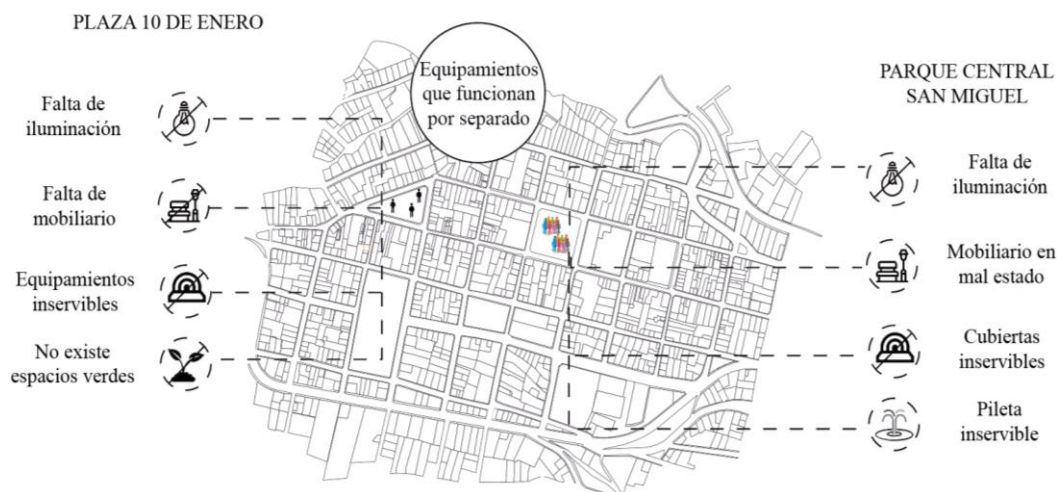 PLAZA 10 DE ENERO
Falta de
iluminación
Falta de
mobiliario
Equipamientos
inservibles
No existe
espacios verdes
Equipamientos
que funcionan
por separado
PARQUE CENTRAL
SAN MIGUEL
Falta de
iluminación
Mobiliario en
mal estado
Cubiertas
inservibles
Pileta
inservible